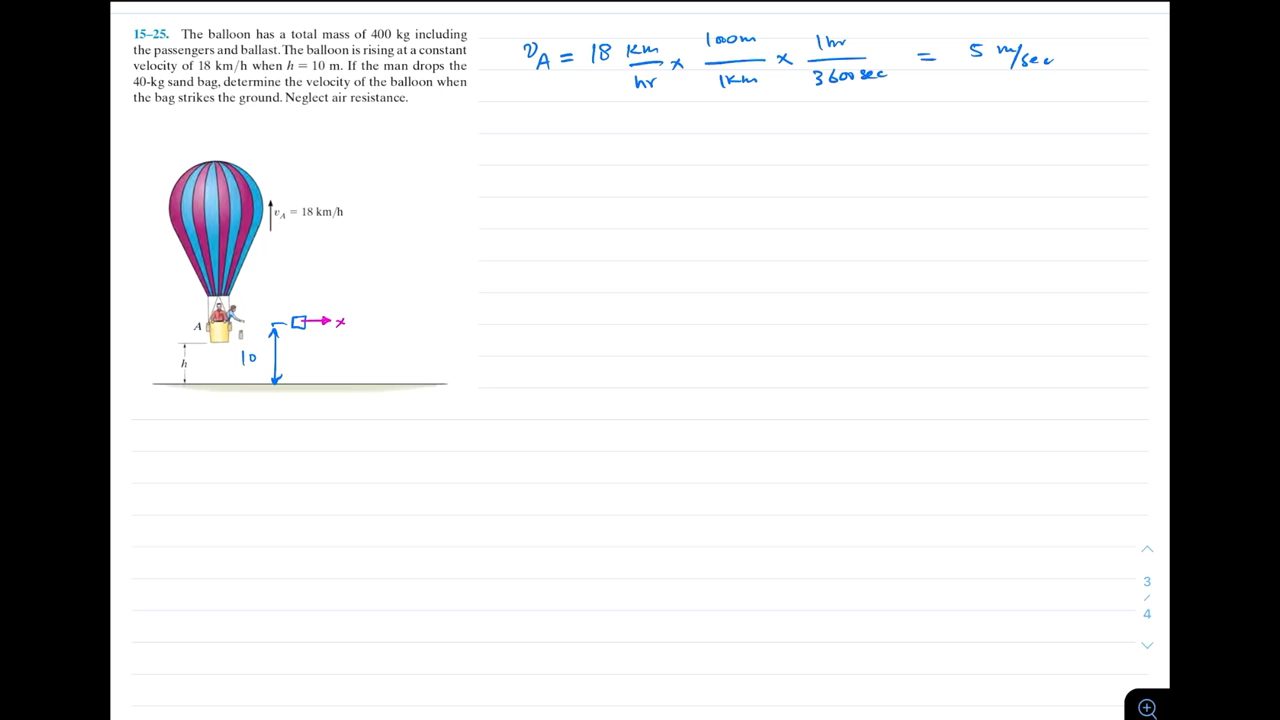 15–25. The balloon has a total mass of 400 kg including
the passengers and ballast. The balloon is rising at a constant
velocity of 18 km/h when h = 10 m. If the man drops the
40-kg sand bag, determine the velocity of the balloon when
the bag strikes the ground. Neglect air resistance.
v_A = 18 km/hr × 1000m/1km × 1hr/3600sec = 5 m/sec
v_A = 18 km/h
x
A
10
h
3
/
4